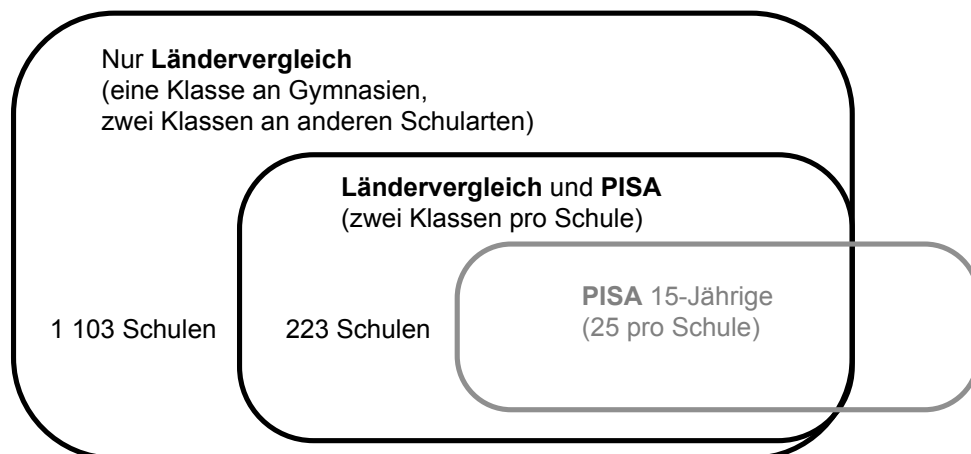 Nur Ländervergleich
(eine Klasse an Gymnasien,
zwei Klassen an anderen Schularten)
Ländervergleich und PISA
(zwei Klassen pro Schule)
PISA 15-Jährige
(25 pro Schule)
1 103 Schulen
223 Schulen